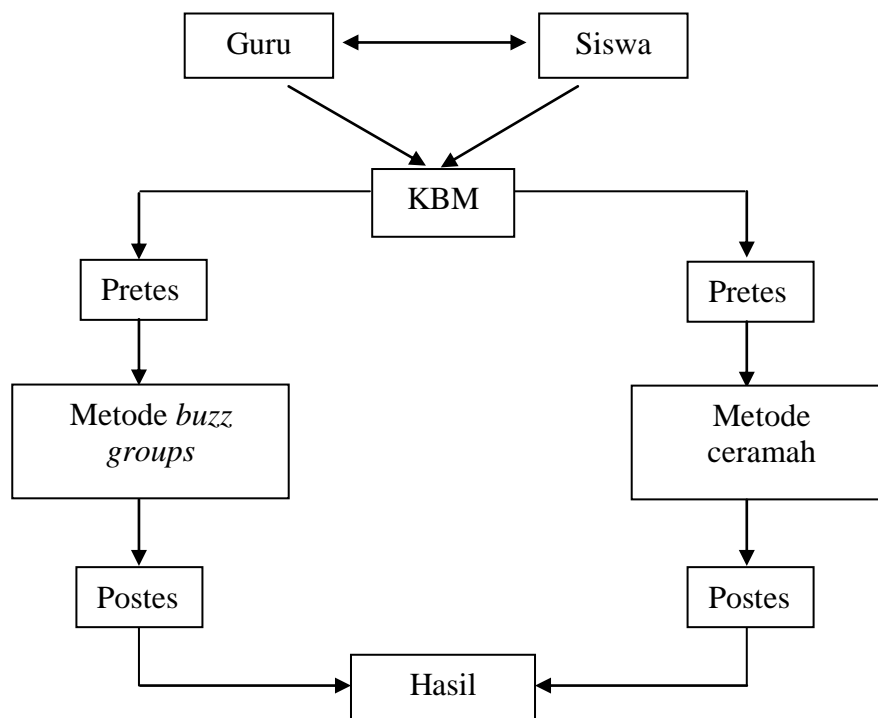 Guru
Siswa
KBM
Pretes
Pretes
Metode buzz
groups
Metode
ceramah
Postes
Postes
Hasil